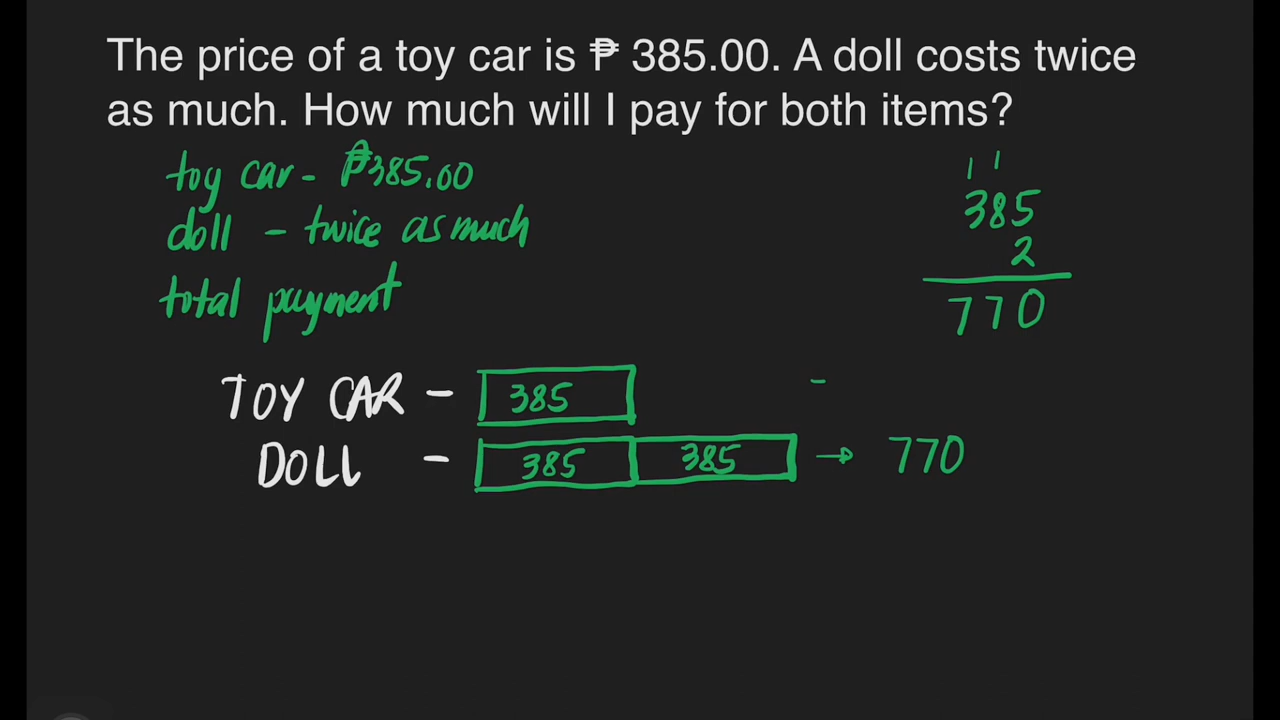 The price of a toy car is ₱ 385.00. A doll costs twice
as much. How much will I pay for both items?
toy car - ₱385.00
doll - twice as much
total payment
1 1
385
2
770
TOY CAR - 385 -
DOLL - 385 385 → 770